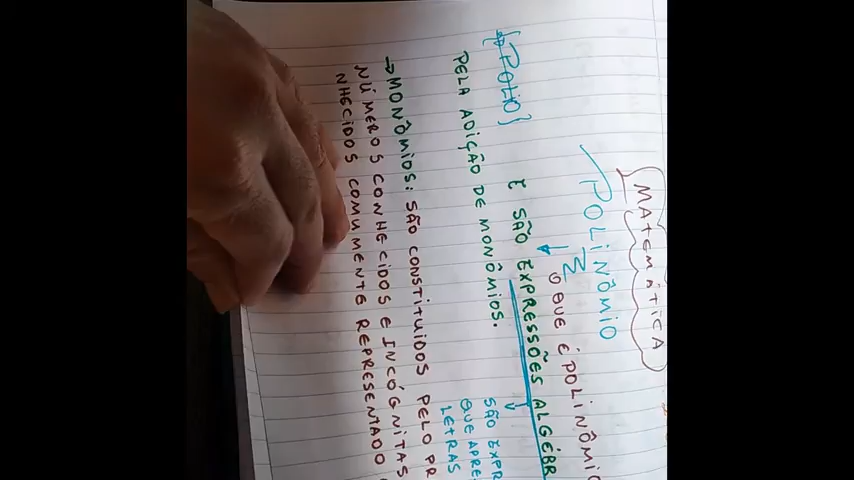 MATEMÁTICA
POLINÔMIO
O QUE É POLINÔMIO
{POLIO} E SÃO EXPRESSÕES ALGÉBR
PELA ADIÇÃO DE MONÔMIOS.
SÃO EXPR
QUE APRE
LETRAS
→MONÔMIOS: SÃO CONSTITUIDOS PELO PR
NÚMEROS CONHECIDOS E INCÓGNITAS
NHECIDOS COMUMENTE REPRESENTADO